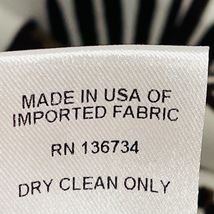 MADE IN USA OF
IMPORTED FABRIC
RN 136734
DRY CLEAN ONLY